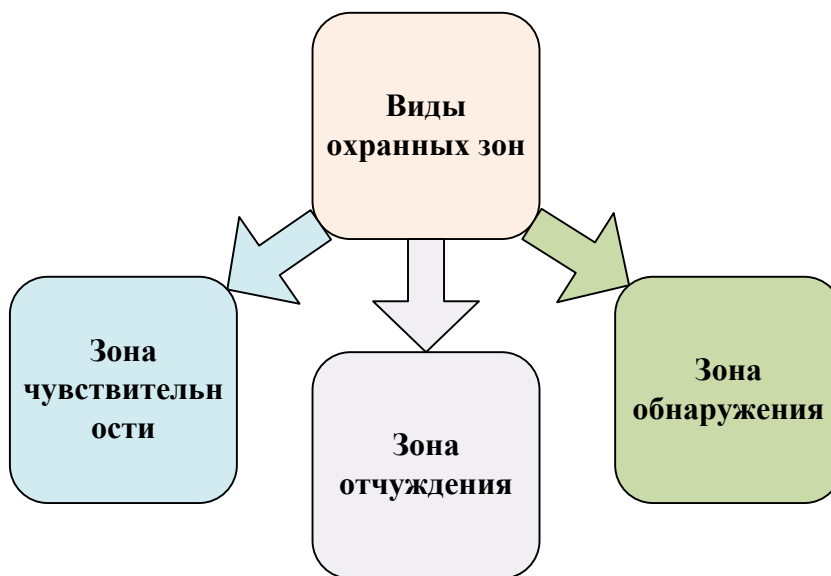 Виды
охранных зон
Зона
чувствительн
ости
Зона
отчуждения
Зона
обнаружения